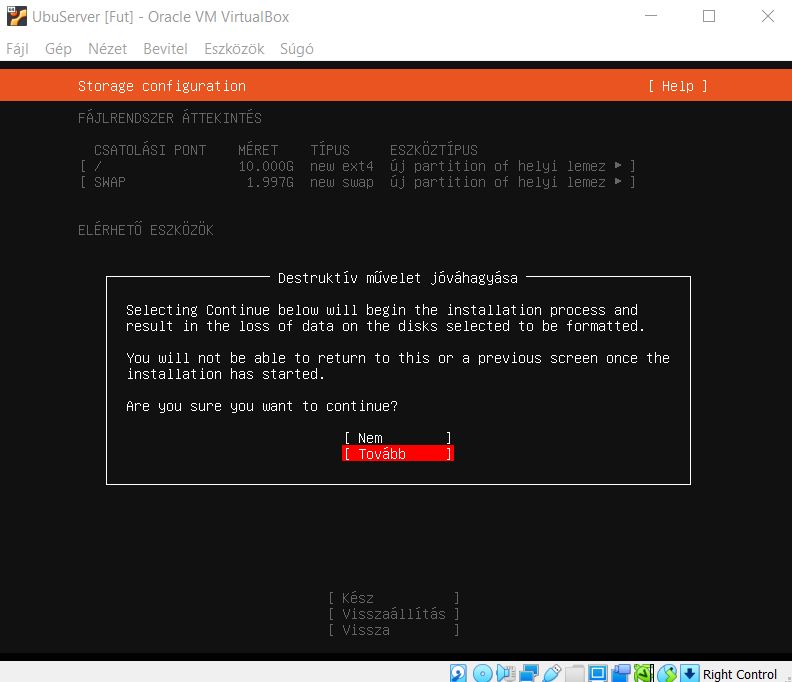 UbuServer [Fut] - Oracle VM VirtualBox
Fájl Gép Nézet Bevitel Eszközök Súgó
Storage configuration [ Help ]
FÁJLRENDSZER ÁTTEKINTÉS
CSATOLÁSI PONT MÉRET TÍPUS ESZKÖZTÍPUS
[ / 10.000G new ext4 új partition of helyi lemez ▸ ]
[ SWAP 1.997G new swap új partition of helyi lemez ▸ ]
ELÉRHETŐ ESZKÖZÖK
Destruktív művelet jóváhagyása
Selecting Continue below will begin the installation process and
result in the loss of data on the disks selected to be formatted.
You will not be able to return to this or a previous screen once the
installation has started.
Are you sure you want to continue?
[ Nem ]
[ Tovább ]
[ Kész ]
[ Visszaállítás ]
[ Vissza ]
Right Control